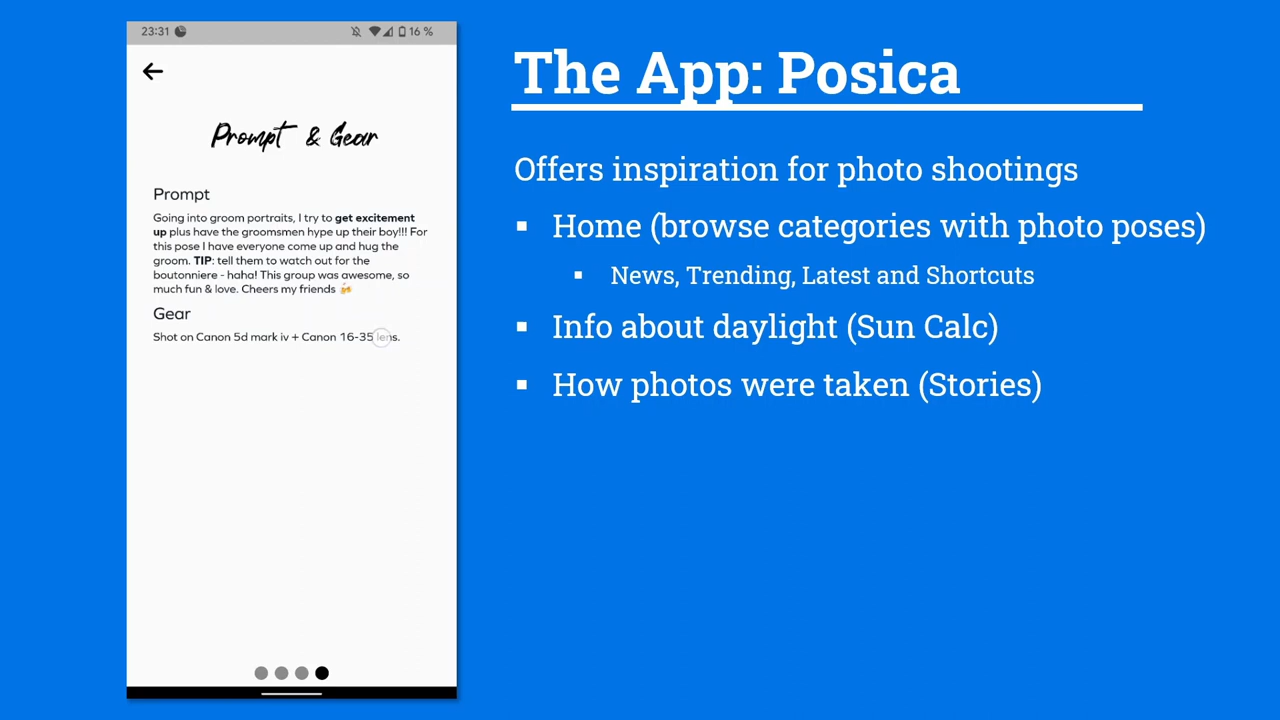 23:31
16 %
Prompt & Gear
Prompt
Going into groom portraits, I try to get excitement
up plus have the groomsmen hype up their boy!!! For
this pose I have everyone come up and hug the
groom. TIP: tell them to watch out for the
boutonniere - haha! This group was awesome, so
much fun & love. Cheers my friends 🍻
Gear
Shot on Canon 5d mark iv + Canon 16-35 lens.
The App: Posica
Offers inspiration for photo shootings
▪ Home (browse categories with photo poses)
▪ News, Trending, Latest and Shortcuts
▪ Info about daylight (Sun Calc)
▪ How photos were taken (Stories)